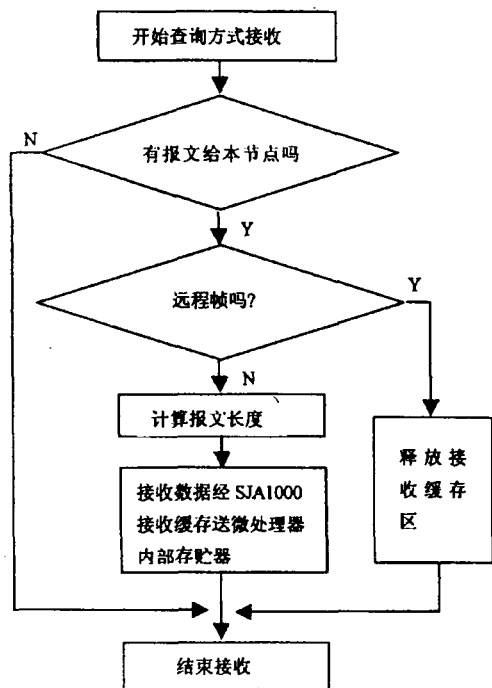 开始查询方式接收
N
有报文给本节点吗
Y
远程帧吗?
Y
N
计算报文长度
接收数据经 SJA1000
接收缓存送微处理器
内部存贮器
释放接
收缓存
区
结束接收